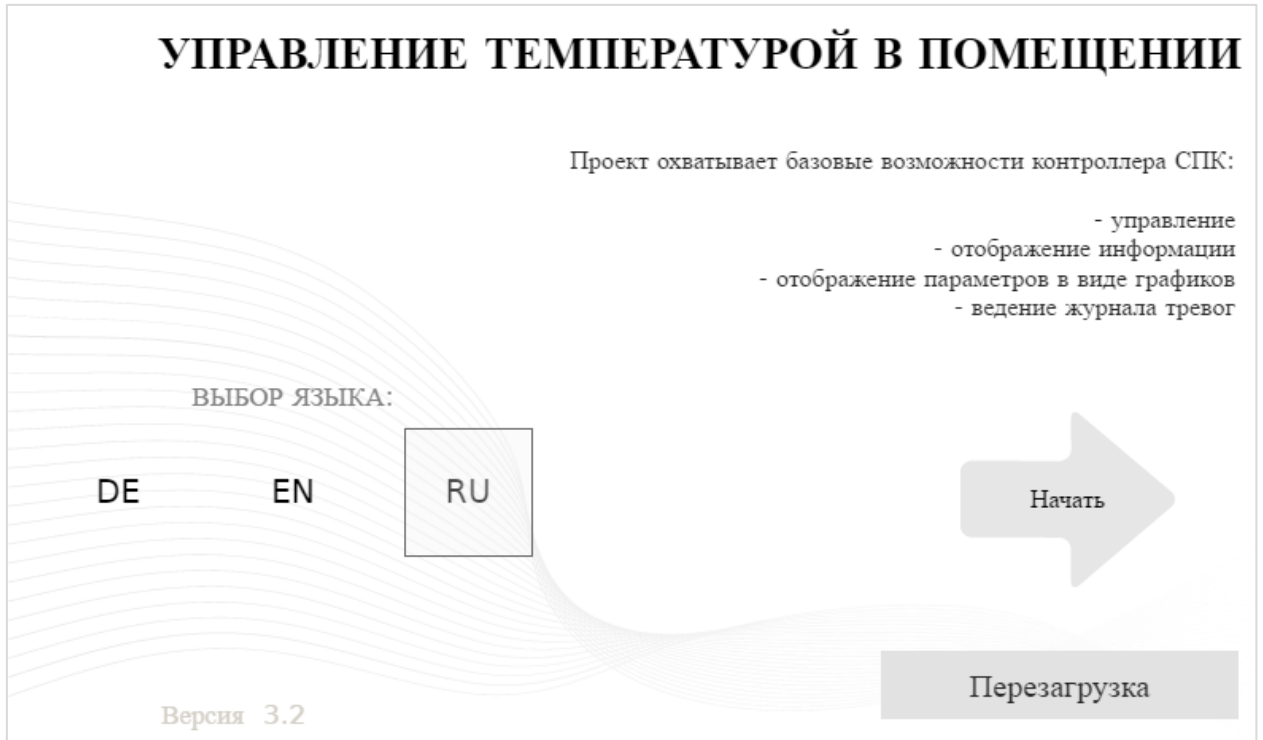 УПРАВЛЕНИЕ ТЕМПЕРАТУРОЙ В ПОМЕЩЕНИИ
Проект охватывает базовые возможности контроллера СПК:
- управление
- отображение информации
- отображение параметров в виде графиков
- ведение журнала тревог
ВЫБОР ЯЗЫКА:
DE EN RU
Начать
Перезагрузка
Версия 3.2